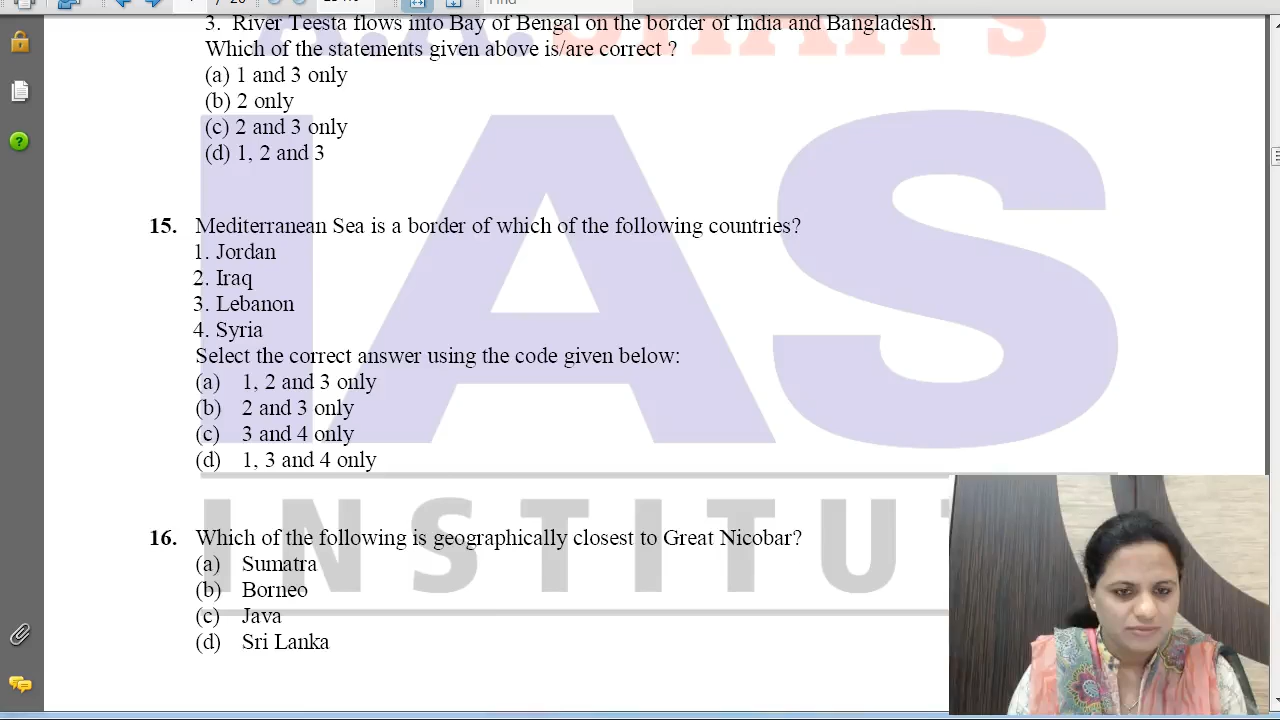 3. River Teesta flows into Bay of Bengal on the border of India and Bangladesh.
Which of the statements given above is/are correct ?
(a) 1 and 3 only
(b) 2 only
(c) 2 and 3 only
(d) 1, 2 and 3
15. Mediterranean Sea is a border of which of the following countries?
1. Jordan
2. Iraq
3. Lebanon
4. Syria
Select the correct answer using the code given below:
(a) 1, 2 and 3 only
(b) 2 and 3 only
(c) 3 and 4 only
(d) 1, 3 and 4 only
16. Which of the following is geographically closest to Great Nicobar?
(a) Sumatra
(b) Borneo
(c) Java
(d) Sri Lanka
IAS
INSTITUT